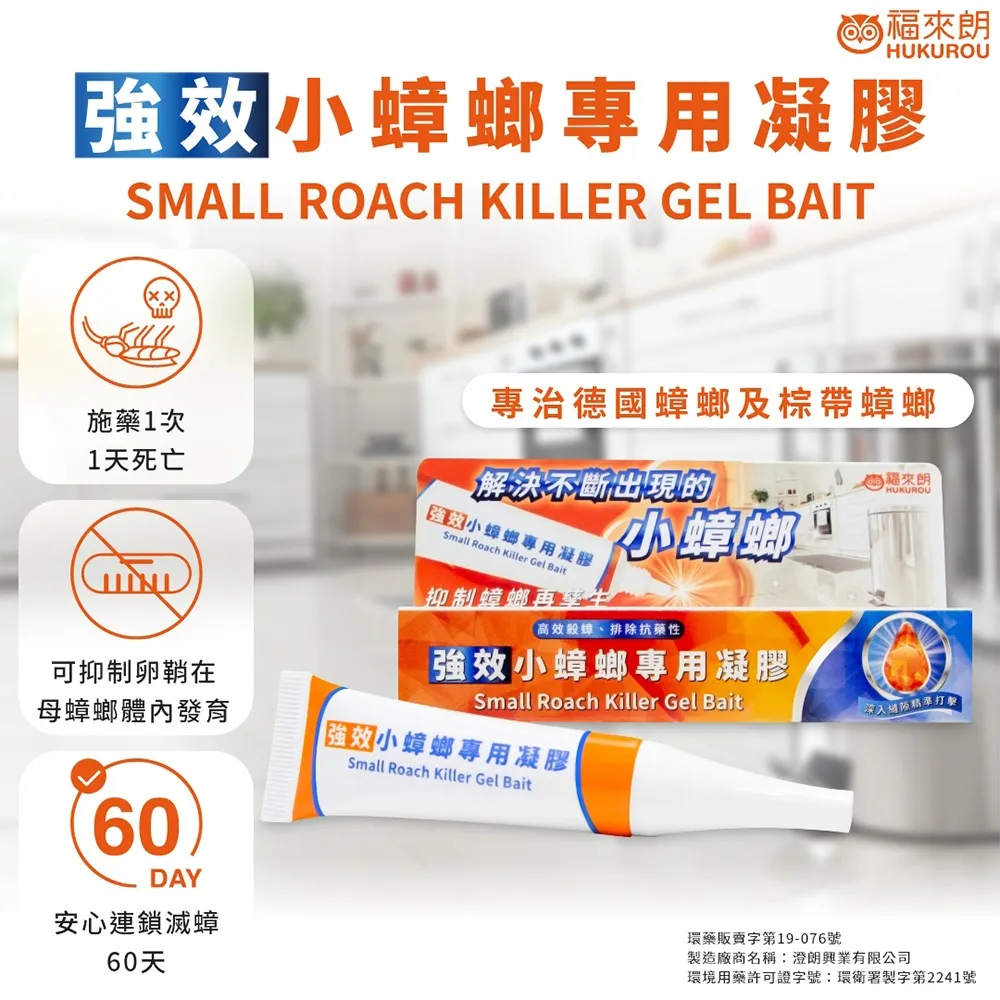 福來朗
HUKUROU
強效小蟑螂專用凝膠
SMALL ROACH KILLER GEL BAIT
施藥1次
1天死亡
可抑制卵鞘在
母蟑螂體內發育
60
DAY
安心連鎖滅蟑
60天
專治德國蟑螂及棕帶蟑螂
解決不斷出現的
小蟑螂
福來朗
HUKUROU
強效小蟑螂專用凝膠
Small Roach Killer Gel Bait
抑制蟑螂再孳生
高效殺蟑、排除抗藥性
強效小蟑螂專用凝膠
Small Roach Killer Gel Bait
深入縫隙精準打擊
強效小蟑螂專用凝膠
Small Roach Killer Gel Bait
環藥販賣字第19-076號
製造廠商名稱：澄朗興業有限公司
環境用藥許可證字號：環衛署製字第2241號